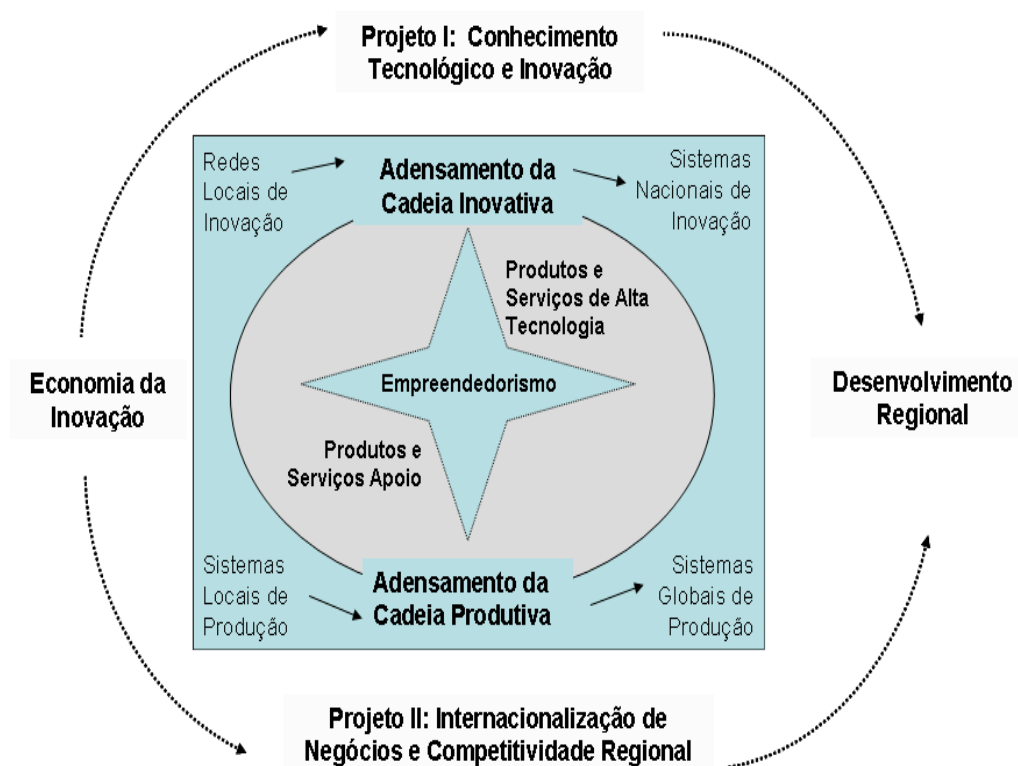 Projeto I: Conhecimento
Tecnológico e Inovação
Redes
Locais de
Inovação
Adensamento da
Cadeia Inovativa
Sistemas
Nacionais de
Inovação
Produtos e
Serviços de Alta
Tecnologia
Economia da
Inovação
Empreendedorismo
Desenvolvimento
Regional
Produtos e
Serviços Apoio
Sistemas
Locais de
Produção
Adensamento da
Cadeia Produtiva
Sistemas
Globais de
Produção
Projeto II: Internacionalização de
Negócios e Competitividade Regional